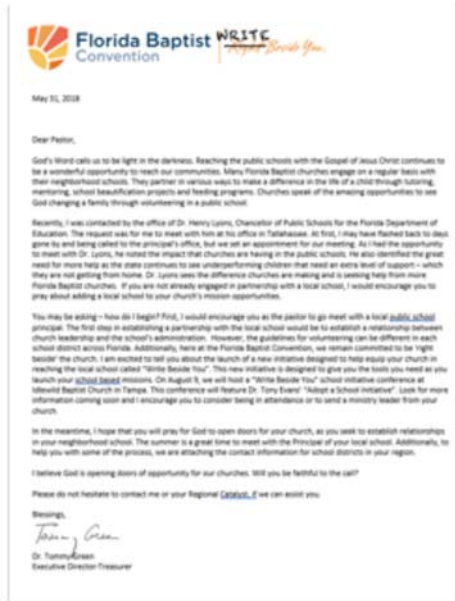 Florida Baptist WRITE
Convention Right Beside You.
May 31, 2018
Dear Pastor,
God's Word calls us to be light in the darkness. Reaching the public schools with the Gospel of Jesus Christ continues to
be a wonderful opportunity to reach our communities. Many Florida Baptist churches engage on a regular basis with
their neighborhood schools. They partner in various ways to make a difference in the life of a child through tutoring,
mentoring, school beautification projects and feeding programs. Churches speak of the amazing opportunities to see
God changing a family through volunteering in a public school.
Recently, I was contacted by the office of Dr. Henry Lyons, Chancellor of Public Schools for the Florida Department of
Education. The request was for me to meet with him at his office in Tallahassee. At first, I may have flashed back to days
gone by and being called to the principal's office, but we set an appointment for our meeting. As I had the opportunity
to meet with Dr. Lyons, he noted the impact that churches are having in the public schools. He also identified the great
need for more help as the state continues to see underperforming children that need an extra level of support – which
they are not getting from home. Dr. Lyons sees the difference churches are making and is seeking help from more
Florida Baptist churches. If you are not already engaged in partnership with a local school, I would encourage you to
pray about adding a local school to your church's mission opportunities.
You may be asking – how do I begin? First, I would encourage you as the pastor to go meet with a local public school
principal. The first step in establishing a partnership with the local school would be to establish a relationship between
church leadership and the school's administration. However, the guidelines for volunteering can be different in each
school district across Florida. Additionally, here at the Florida Baptist Convention, we remain committed to be 'right
beside' the church. I am excited to tell you about the launch of a new initiative designed to help equip your church in
reaching the local school called "Write Beside You". This new initiative is designed to give you the tools you need as you
launch your school based missions. On August 9, we will host a "Write Beside You" school initiative conference at
Idlewild Baptist Church in Tampa. This conference will feature Dr. Tony Evans' "Adopt a School Initiative". Look for more
information coming soon and I encourage you to consider being in attendance or to send a ministry leader from your
church.
In the meantime, I hope that you will pray for God to open doors for your church, as you seek to establish relationships
in your neighborhood school. The summer is a great time to meet with the Principal of your local school. Additionally, to
help you with some of the process, we are attaching the contact information for school districts in your region.
I believe God is opening doors of opportunity for our churches. Will you be faithful to the call?
Please do not hesitate to contact me or your Regional Catalyst, if we can assist you.
Blessings,
Tommy Green
Dr. Tommy Green
Executive Director-Treasurer